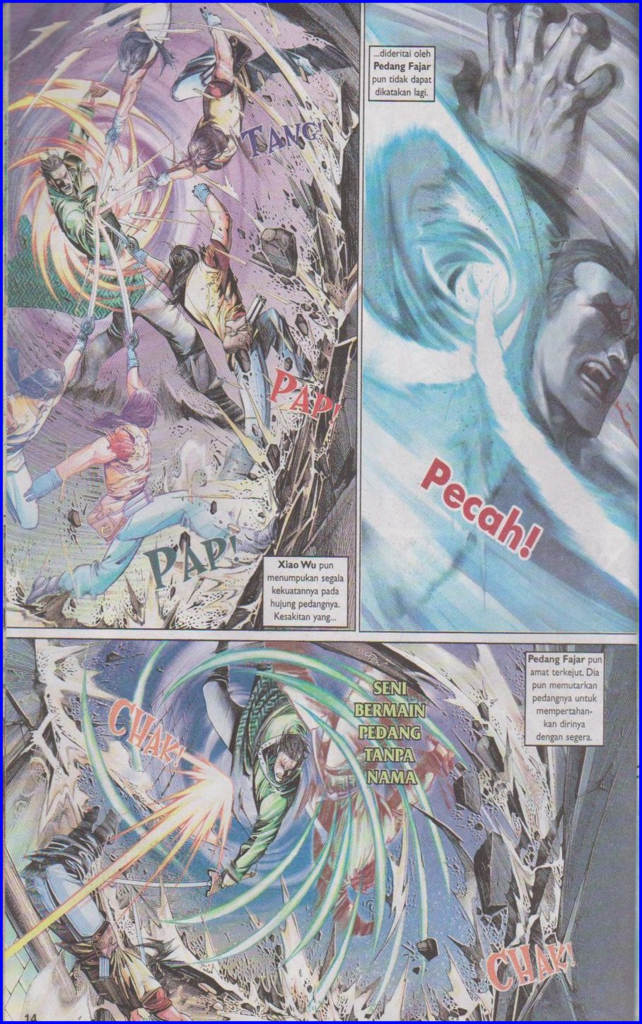 TANG!
PAP!
PAP!
Xiao Wu pun
menumpukan segala
kekuatannya pada
hujung pedangnya.
Kesakitan yang...
...dideritai oleh
Pedang Fajar
pun tidak dapat
dikatakan lagi.
Pecah!
CHAK!
SENI
BERMAIN
PEDANG
TANPA
NAMA
Pedang Fajar pun
amat terkejut. Dia
pun memutarkan
pedangnya untuk
mempertahan-
kan dirinya
dengan segera.
CHAK!
14